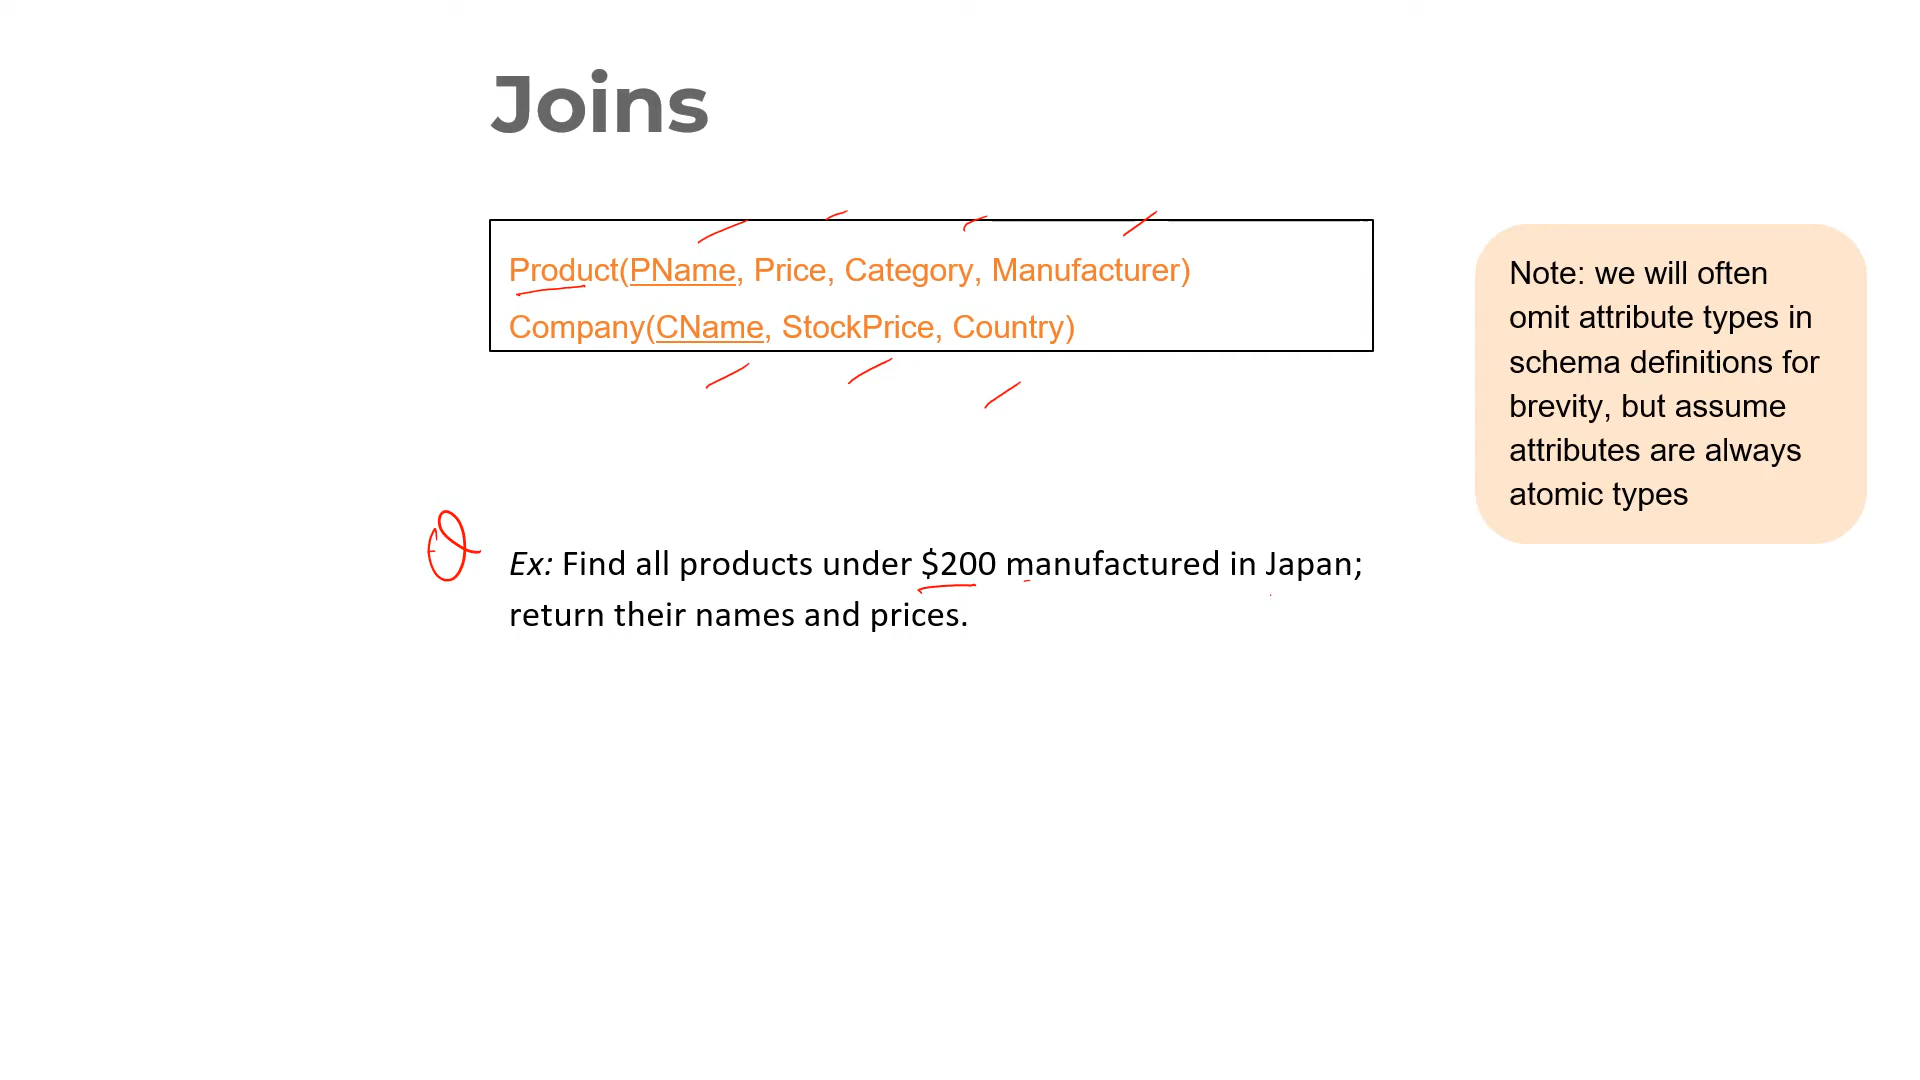 Joins
Product(PName, Price, Category, Manufacturer)
Company(CName, StockPrice, Country)
Note: we will often
omit attribute types in
schema definitions for
brevity, but assume
attributes are always
atomic types
Ex: Find all products under $200 manufactured in Japan;
return their names and prices.